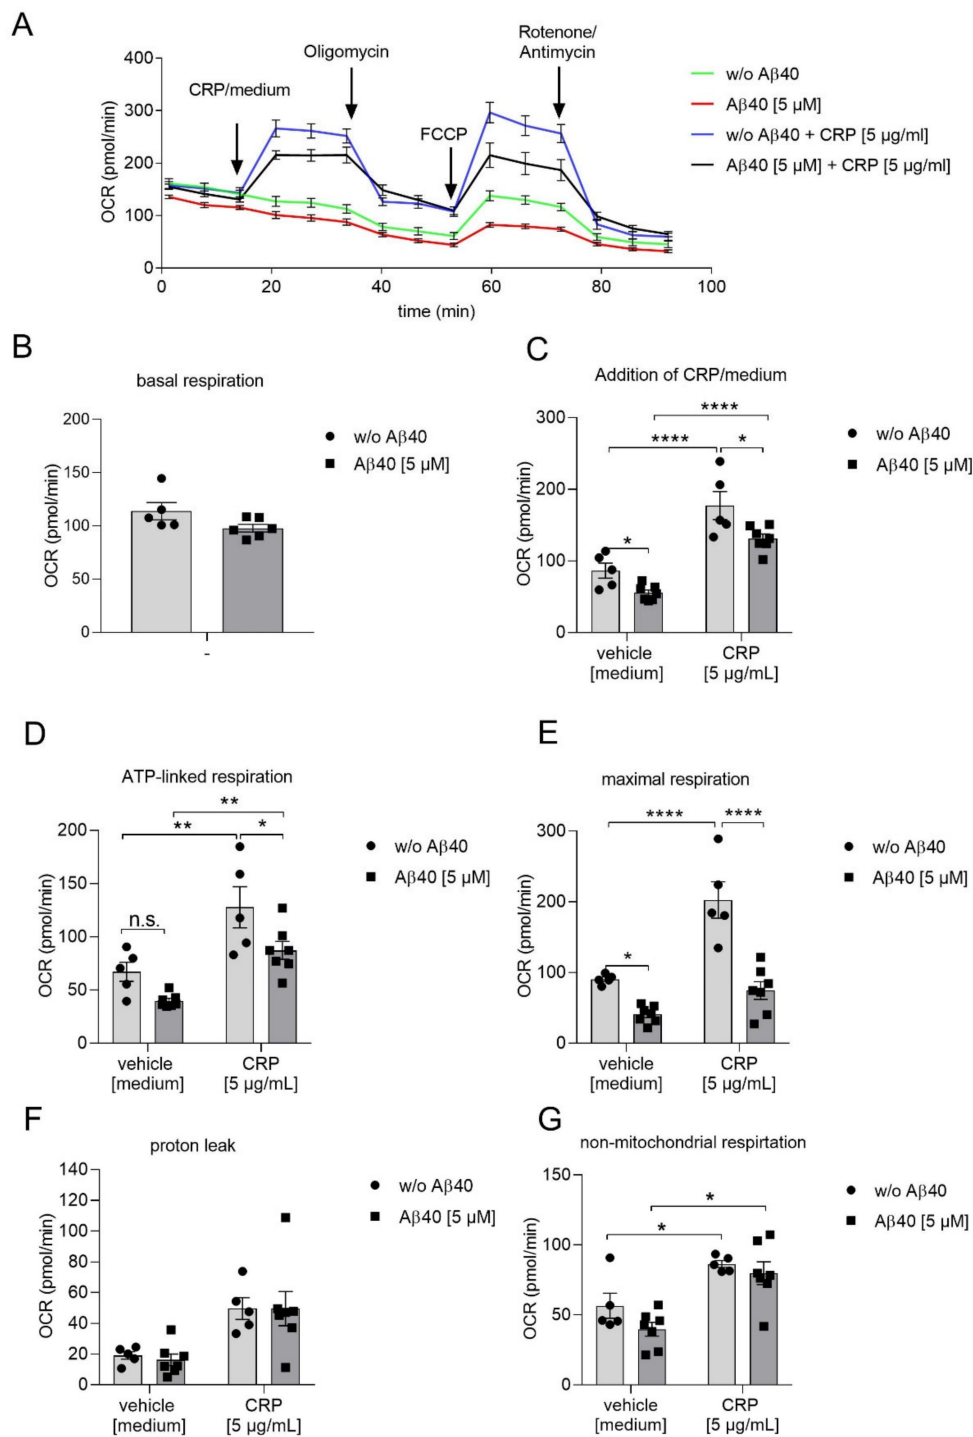 A
Rotenone/
Antimycin
Oligomycin
CRP/medium
FCCP
400
300
200
100
0
OCR (pmol/min)
0 20 40 60 80 100
time (min)
w/o Aβ40
Aβ40 [5 µM]
w/o Aβ40 + CRP [5 µg/ml]
Aβ40 [5 µM] + CRP [5 µg/ml]
B
basal respiration
200
150
100
50
0
OCR (pmol/min)
-
w/o Aβ40
Aβ40 [5 µM]
C
Addition of CRP/medium
300
200
100
0
OCR (pmol/min)
****
**** *
*
vehicle CRP
[medium] [5 µg/mL]
w/o Aβ40
Aβ40 [5 µM]
D
ATP-linked respiration
200
150
100
50
0
OCR (pmol/min)
**
** *
n.s.
vehicle CRP
[medium] [5 µg/mL]
w/o Aβ40
Aβ40 [5 µM]
E
maximal respiration
300
200
100
0
OCR (pmol/min)
**** ****
*
vehicle CRP
[medium] [5 µg/mL]
w/o Aβ40
Aβ40 [5 µM]
F
proton leak
140
120
100
80
60
40
20
0
OCR (pmol/min)
vehicle CRP
[medium] [5 µg/mL]
w/o Aβ40
Aβ40 [5 µM]
G
non-mitochondrial respirtation
150
100
50
0
OCR (pmol/min)
*
*
vehicle CRP
[medium] [5 µg/mL]
w/o Aβ40
Aβ40 [5 µM]